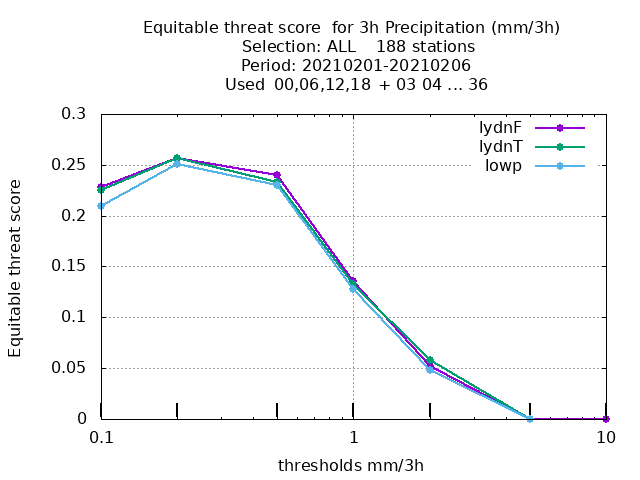 Equitable threat score  for 3h Precipitation (mm/3h)
Selection: ALL    188 stations
Period: 20210201-20210206
Used  00,06,12,18  + 03 04 ... 36
lydnF
lydnT
lowp
0.3
0.25
0.2
0.15
0.1
0.05
0
Equitable threat score
0.1
1
10
thresholds mm/3h